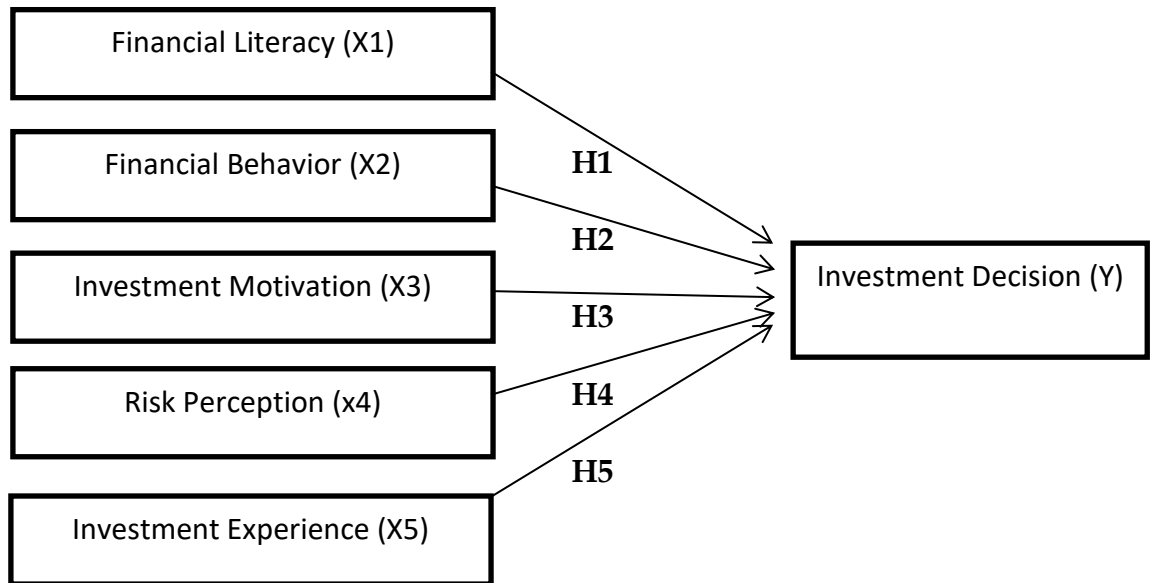 Financial Literacy (X1)
Financial Behavior (X2)
H1
H2
Investment Motivation (X3)
Investment Decision (Y)
H3
Risk Perception (x4)
H4
H5
Investment Experience (X5)